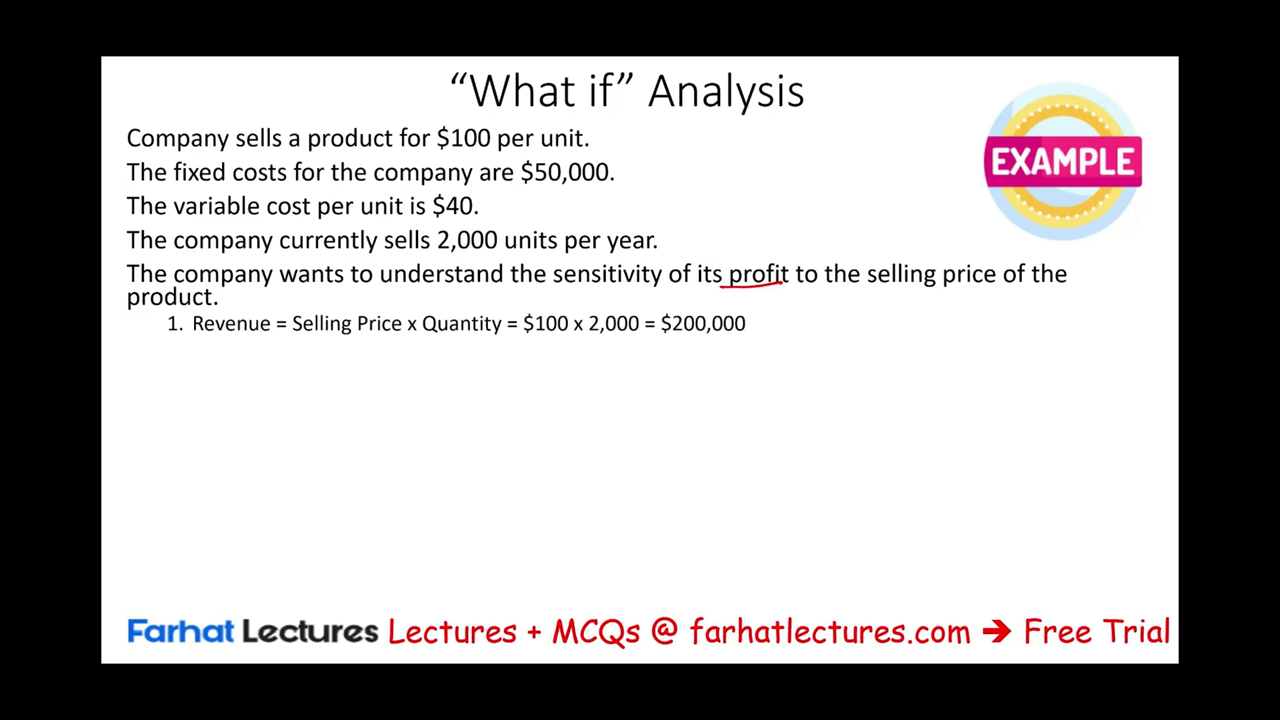 “What if” Analysis
Company sells a product for $100 per unit.
EXAMPLE
The fixed costs for the company are $50,000.
The variable cost per unit is $40.
The company currently sells 2,000 units per year.
The company wants to understand the sensitivity of its profit to the selling price of the
product.
1. Revenue = Selling Price x Quantity = $100 x 2,000 = $200,000
Farhat Lectures Lectures + MCQs @ farhatlectures.com ➔ Free Trial